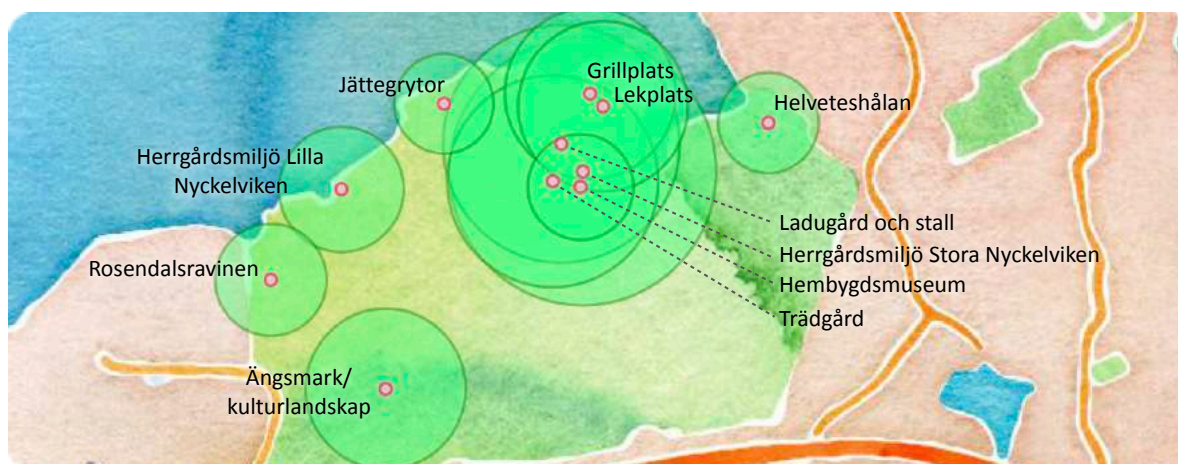 Grillplats
Lekplats
Jättegrytor
Helveteshålan
Herrgårdsmiljö Lilla
Nyckelviken
Ladugård och stall
Herrgårdsmiljö Stora Nyckelviken
Rosendalsravinen
Hembygdsmuseum
Trädgård
Ängsmark/
kulturlandskap